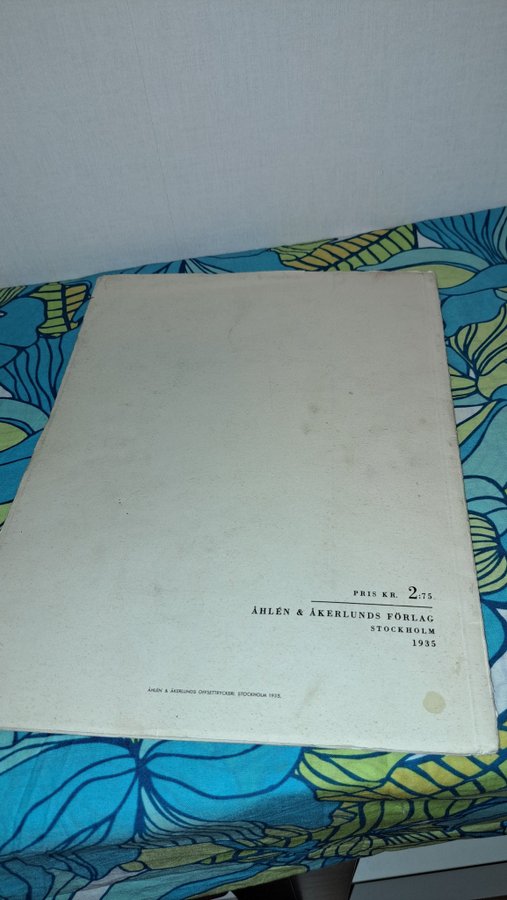 PRIS KR. 2:75
ÅHLÉN & ÅKERLUNDS FÖRLAG
STOCKHOLM
1935
ÅHLÉN & ÅKERLUNDS OFFSETTRYCKERI, STOCKHOLM 1935.